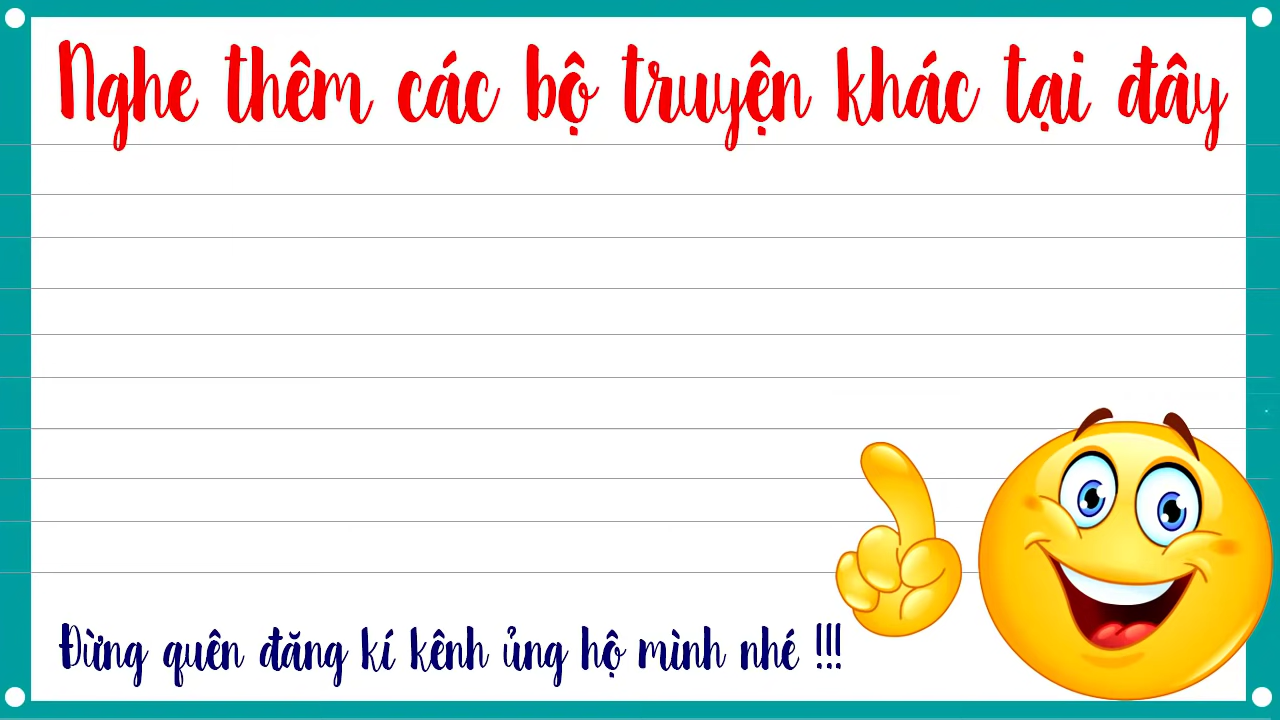 Nghe thêm các bộ truyện khác tại đây
Đừng quên đăng kí kênh ủng hộ mình nhé !!!